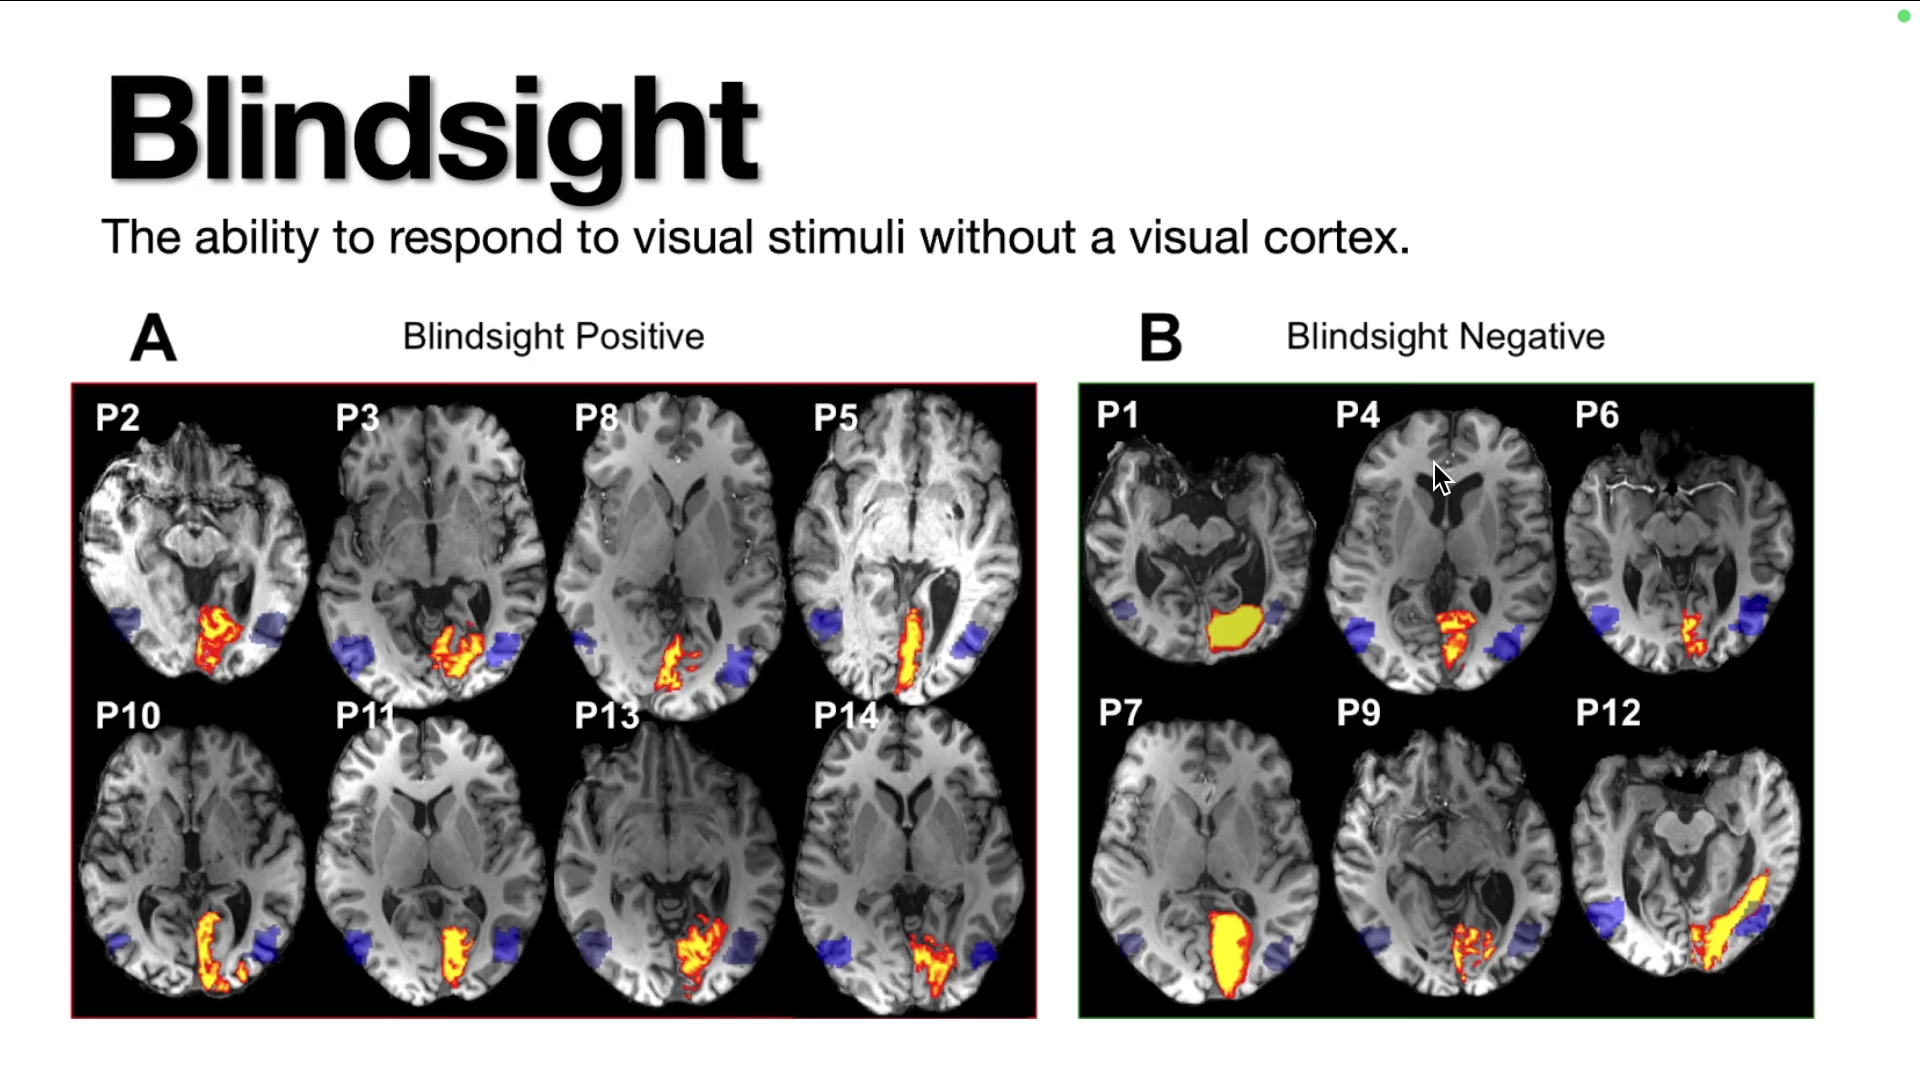 Blindsight
The ability to respond to visual stimuli without a visual cortex.
A Blindsight Positive
B Blindsight Negative
P2 P3 P8 P5
P10 P11 P13 P14
P1 P4 P6
P7 P9 P12